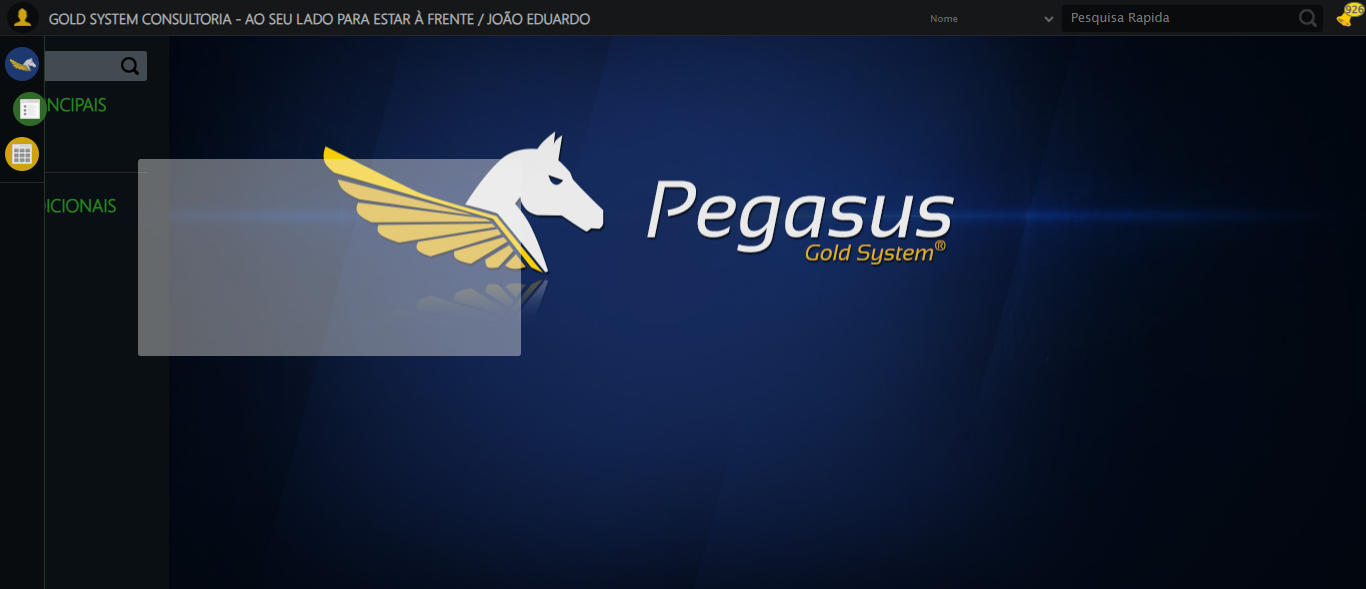 GOLD SYSTEM CONSULTORIA - AO SEU LADO PARA ESTAR À FRENTE / JOÃO EDUARDO
Nome
Pesquisa Rapida
926
NCIPAIS
DICIONAIS
Pegasus
Gold System®